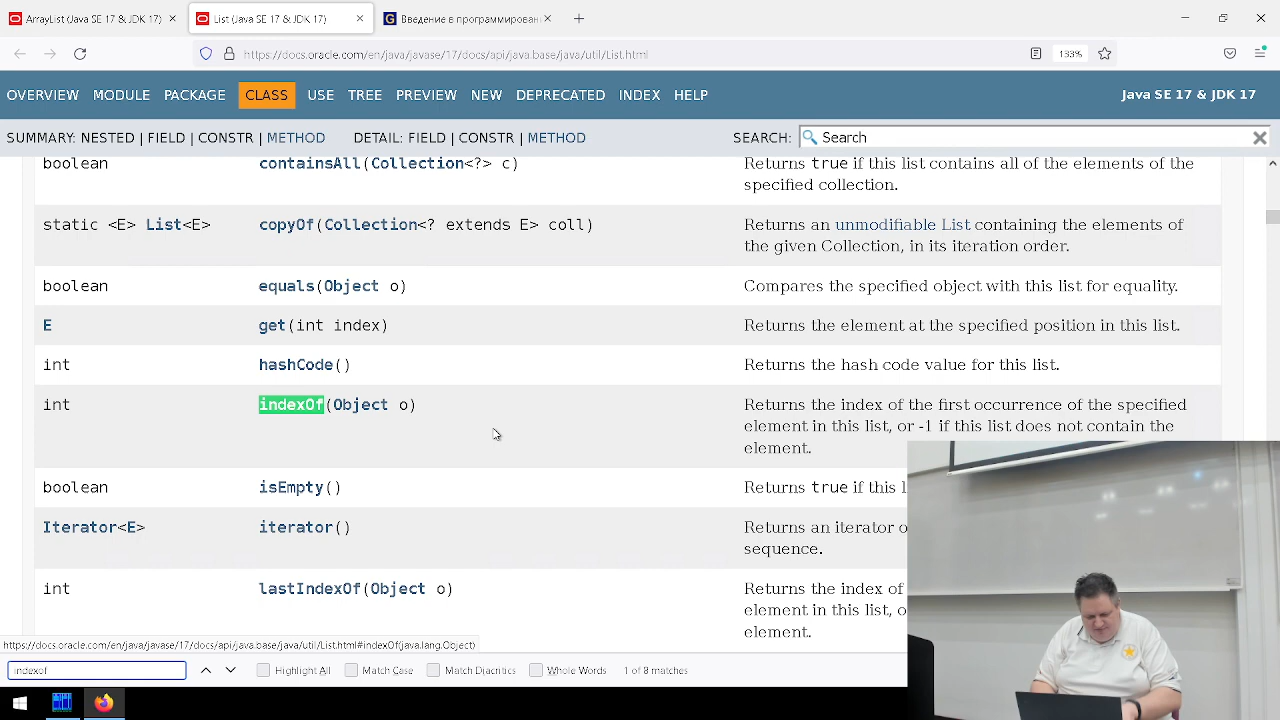 ArrayList (Java SE 17 & JDK 17)
List (Java SE 17 & JDK 17)
Введение в программирован
https://docs.oracle.com/en/java/javase/17/docs/api/java.base/java/util/List.html
133%
OVERVIEW MODULE PACKAGE CLASS USE TREE PREVIEW NEW DEPRECATED INDEX HELP
Java SE 17 & JDK 17
SUMMARY: NESTED | FIELD | CONSTR | METHOD DETAIL: FIELD | CONSTR | METHOD
SEARCH: Search
boolean containsAll(Collection<?> c) Returns true if this list contains all of the elements of the
specified collection.
static <E> List<E> copyOf(Collection<? extends E> coll) Returns an unmodifiable List containing the elements of
the given Collection, in its iteration order.
boolean equals(Object o) Compares the specified object with this list for equality.
E get(int index) Returns the element at the specified position in this list.
int hashCode() Returns the hash code value for this list.
int indexOf(Object o) Returns the index of the first occurrence of the specified
element in this list, or -1 if this list does not contain the
element.
boolean isEmpty() Returns true if this l
Iterator<E> iterator() Returns an iterator o
sequence.
int lastIndexOf(Object o) Returns the index of
element in this list, o
element.
https://docs.oracle.com/en/java/javase/17/docs/api/java.base/java/util/List.html#indexOf(java.lang.Object)
indexof
Highlight All Match Case Match Diacritics Whole Words 1 of 8 matches